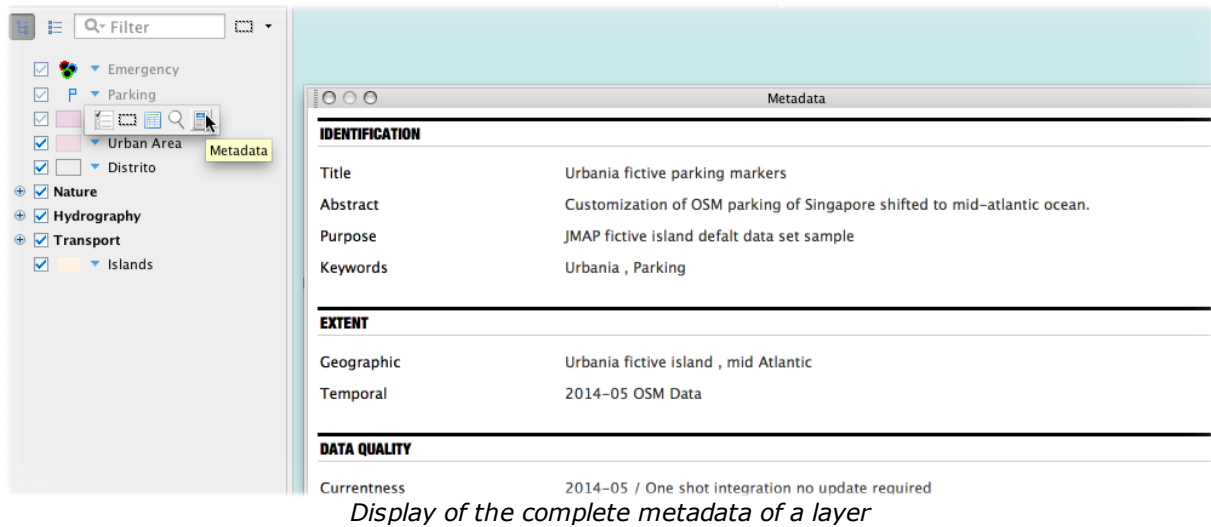 Filter
Emergency
Parking
Urban Area
Metadata
Distrito
Nature
Hydrography
Transport
Islands
Metadata
IDENTIFICATION
Title Urbania fictive parking markers
Abstract Customization of OSM parking of Singapore shifted to mid-atlantic ocean.
Purpose JMAP fictive island defalt data set sample
Keywords Urbania , Parking
EXTENT
Geographic Urbania fictive island , mid Atlantic
Temporal 2014-05 OSM Data
DATA QUALITY
Currentness 2014-05 / One shot integration no update required
Display of the complete metadata of a layer